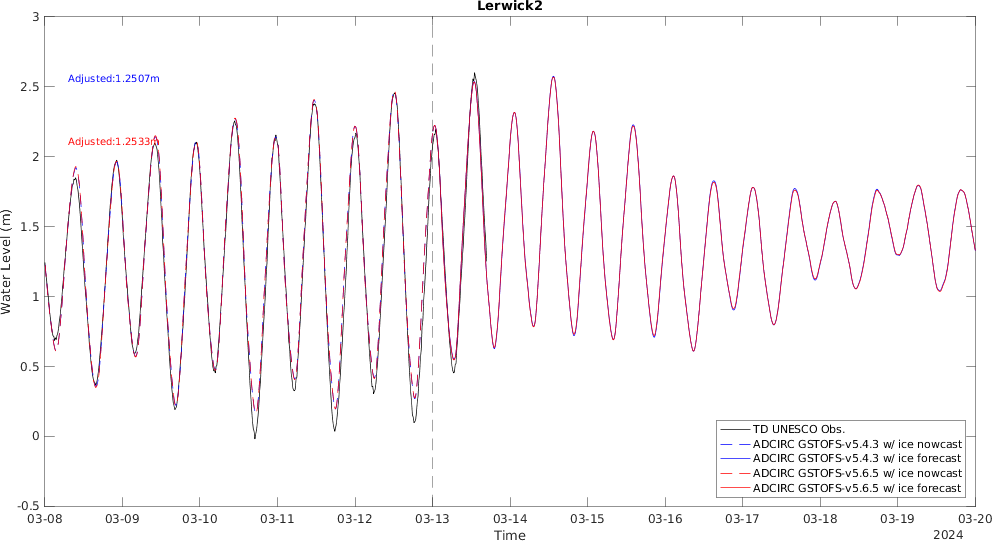 Lerwick2
3
2.5
2
1.5
1
0.5
0
-0.5
Water Level (m)
Adjusted:1.2507m
Adjusted:1.2533m
TD UNESCO Obs.
ADCIRC GSTOFS-v5.4.3 w/ ice nowcast
ADCIRC GSTOFS-v5.4.3 w/ ice forecast
ADCIRC GSTOFS-v5.6.5 w/ ice nowcast
ADCIRC GSTOFS-v5.6.5 w/ ice forecast
03-08 03-09 03-10 03-11 03-12 03-13 03-14 03-15 03-16 03-17 03-18 03-19 03-20
Time
2024